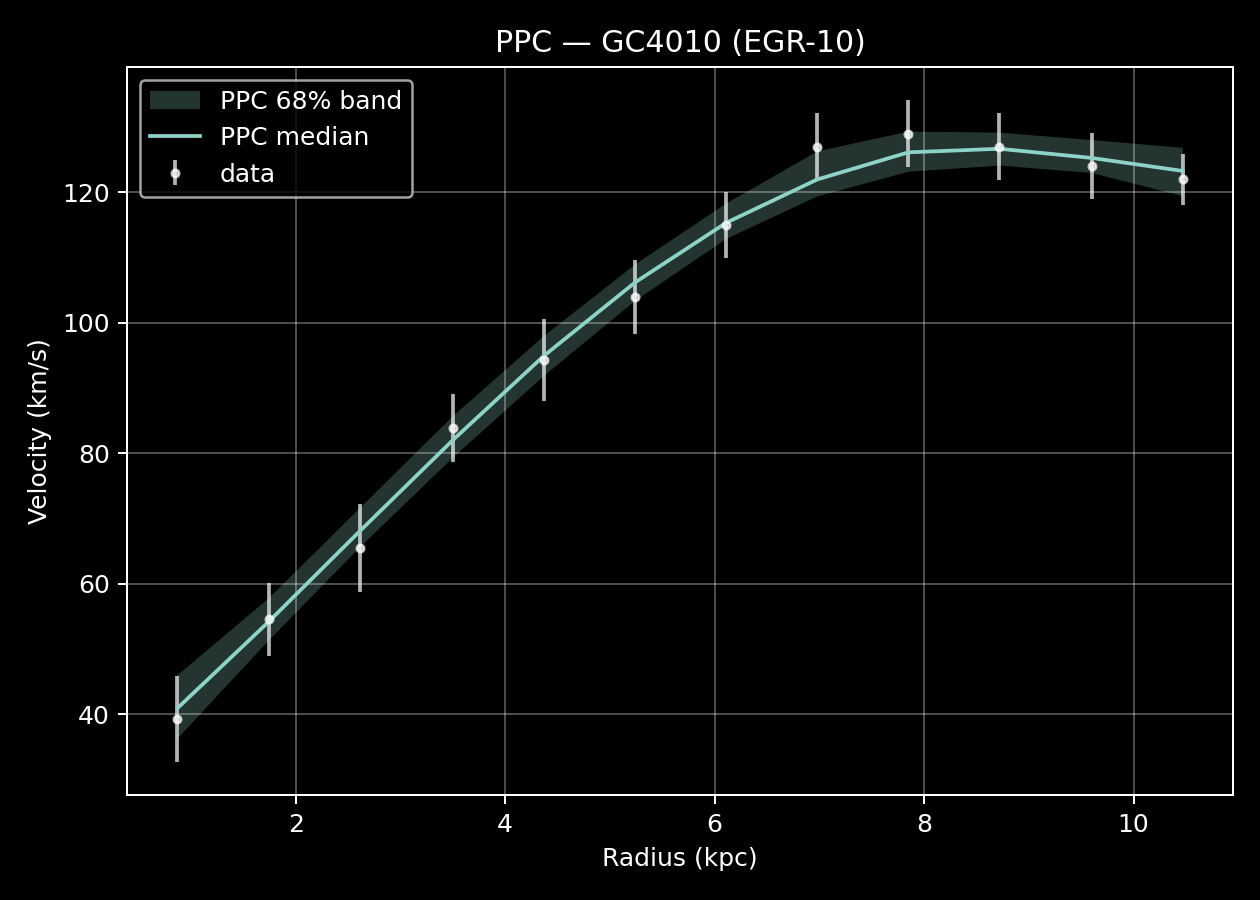 PPC — GC4010 (EGR-10)
PPC 68% band
PPC median
data
120
100
80
60
40
Velocity (km/s)
2 4 6 8 10
Radius (kpc)